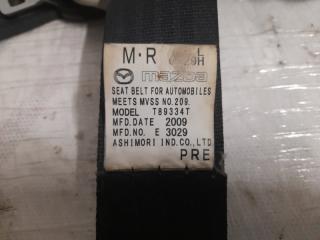 M·R L
mazda
SEAT BELT FOR AUTOMOBILES
MEETS MVSS NO.209.
MODEL T89334T
MFD.DATE 2009
MFD.NO. E 3029
ASHIMORI IND.CO.,LTD
PRE